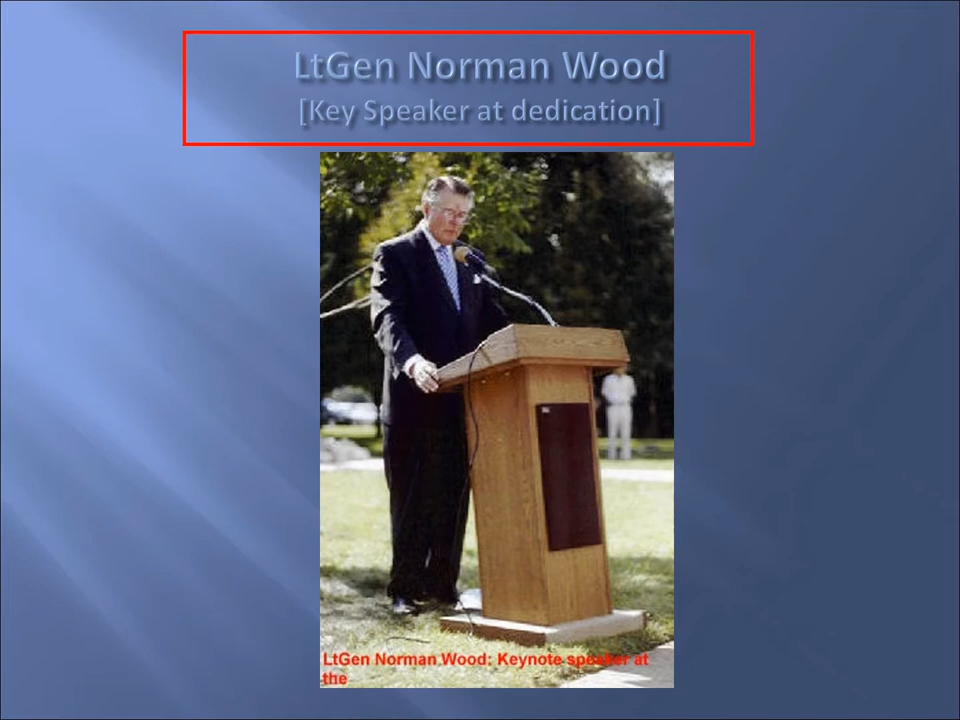 LtGen Norman Wood
[Key Speaker at dedication]
LtGen Norman Wood: Keynote speaker at
the